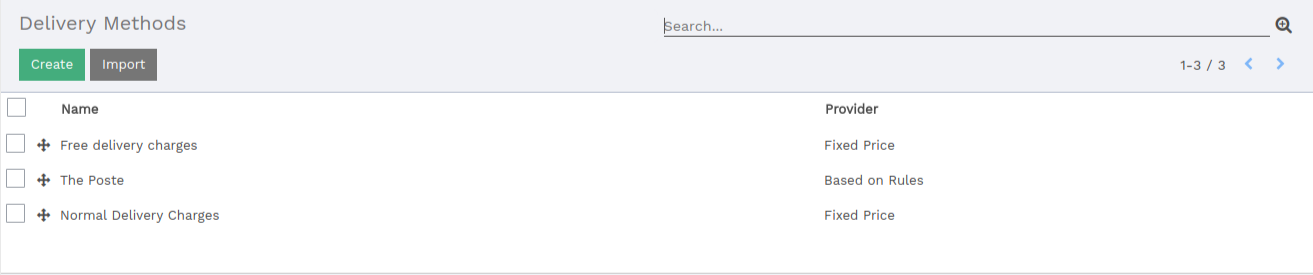 Delivery Methods
Search...
Create Import
1-3 / 3
Name Provider
Free delivery charges Fixed Price
The Poste Based on Rules
Normal Delivery Charges Fixed Price